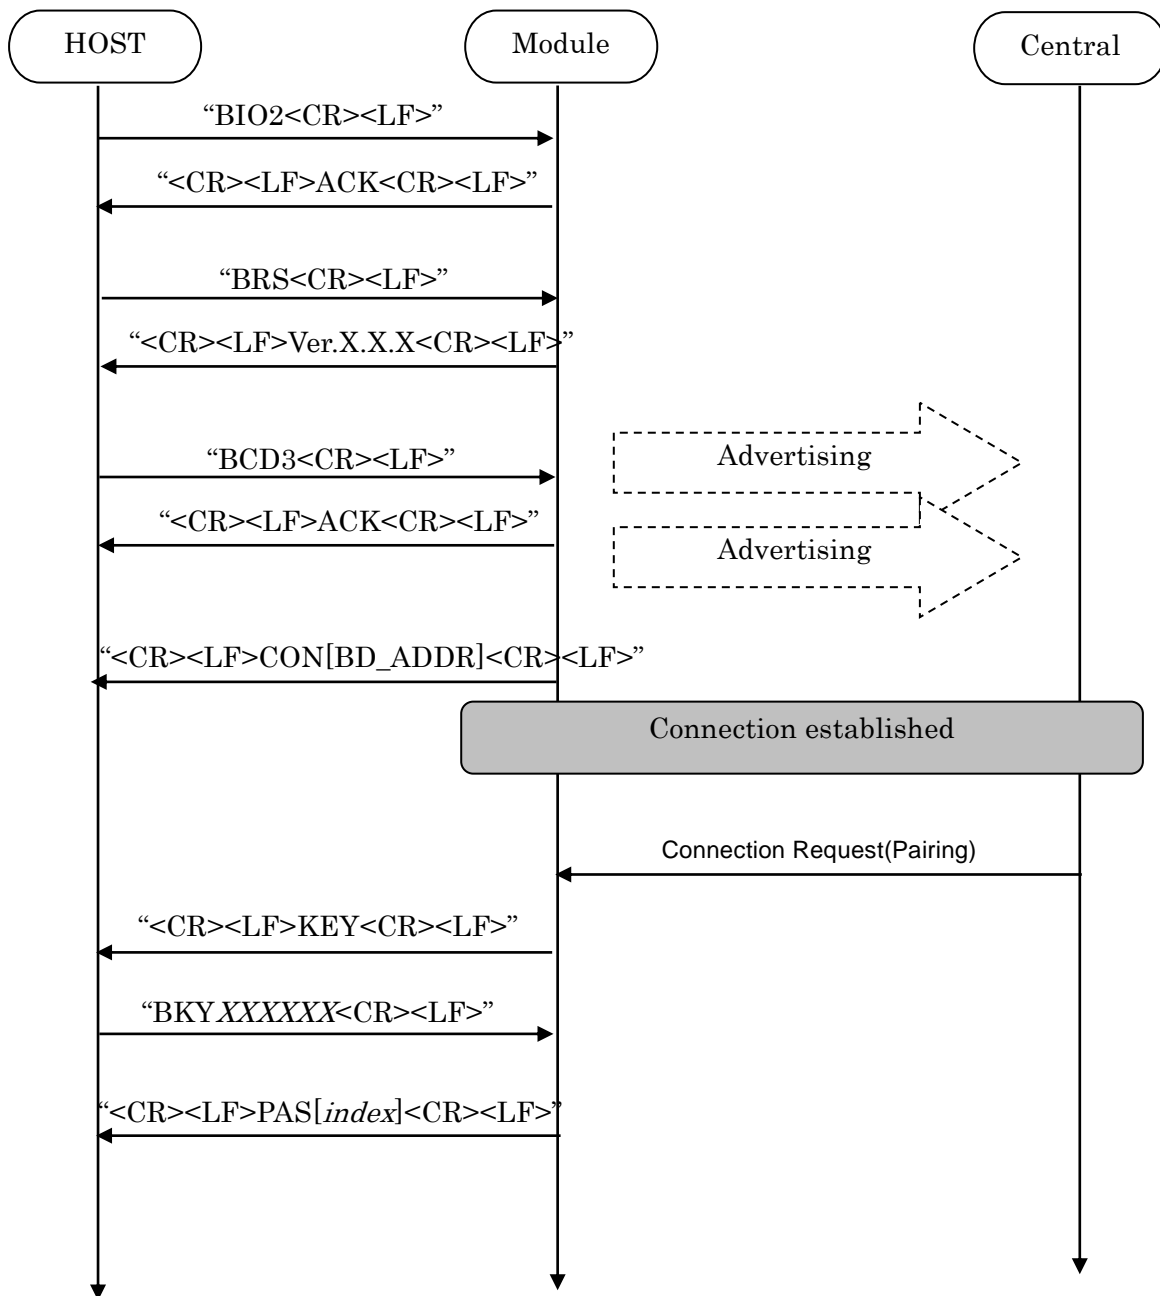 HOST
Module
Central
“BIO2<CR><LF>”
“<CR><LF>ACK<CR><LF>”
“BRS<CR><LF>”
“<CR><LF>Ver.X.X.X<CR><LF>”
Advertising
“BCD3<CR><LF>”
“<CR><LF>ACK<CR><LF>”
Advertising
“<CR><LF>CON[BD_ADDR]<CR><LF>”
Connection established
Connection Request(Pairing)
“<CR><LF>KEY<CR><LF>”
“BKYXXXXXX<CR><LF>”
“<CR><LF>PAS[index]<CR><LF>”